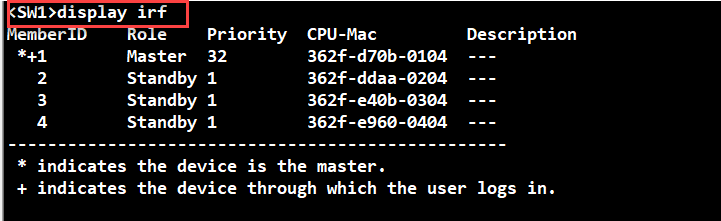 <SW1>display irf
MemberID    Role    Priority  CPU-Mac         Description
 *+1        Master  32        362f-d70b-0104  ---
   2        Standby 1         362f-ddaa-0204  ---
   3        Standby 1         362f-e40b-0304  ---
   4        Standby 1         362f-e960-0404  ---
--------------------------------------------------
 * indicates the device is the master.
 + indicates the device through which the user logs in.